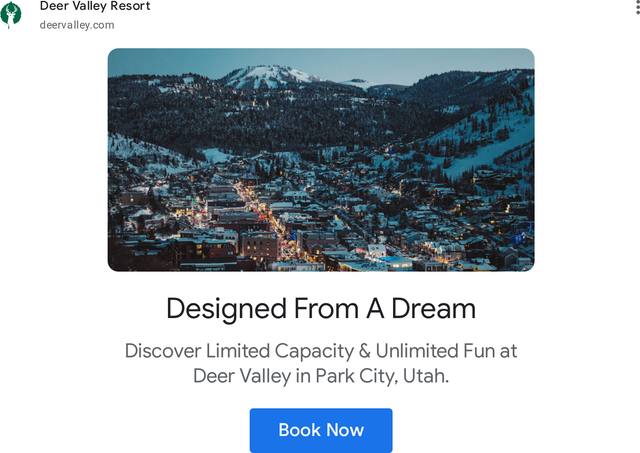 Deer Valley Resort
deervalley.com
Designed From A Dream
Discover Limited Capacity & Unlimited Fun at
Deer Valley in Park City, Utah.
Book Now